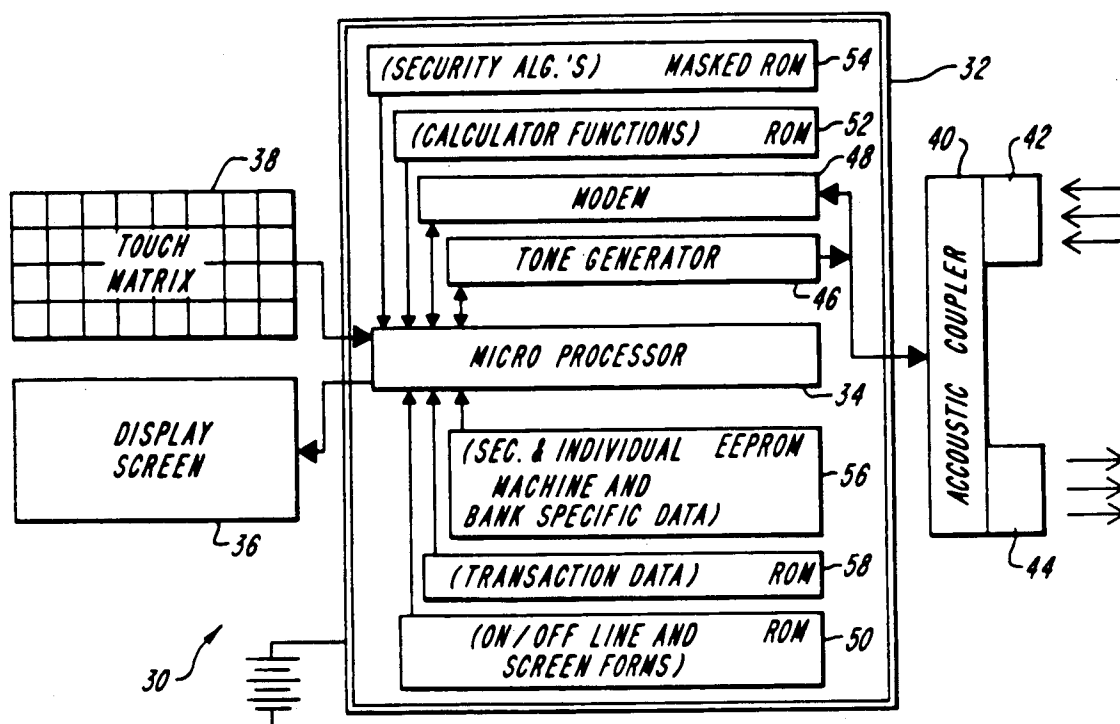 (SECURITY ALG.'S) MASKED ROM
54
32
(CALCULATOR FUNCTIONS) ROM
52
48
MODEM
40
42
38
TOUCH
MATRIX
TONE GENERATOR
46
ACCOUSTIC COUPLER
MICRO PROCESSOR
34
DISPLAY
SCREEN
36
(SEC. & INDIVIDUAL EEPROM
MACHINE AND
BANK SPECIFIC DATA)
56
44
(TRANSACTION DATA) ROM
58
(ON/OFF LINE AND ROM
SCREEN FORMS)
50
30